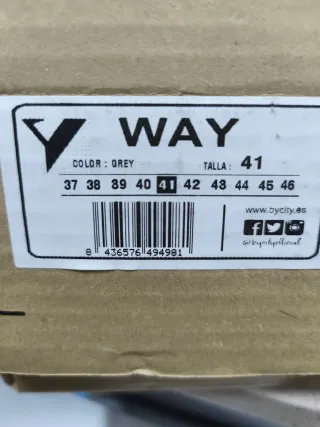 WAY
COLOR : GREY TALLA : 41
37 38 39 40 41 42 43 44 45 46
www.bycity.es
8 436576 494981
@bycityofficial